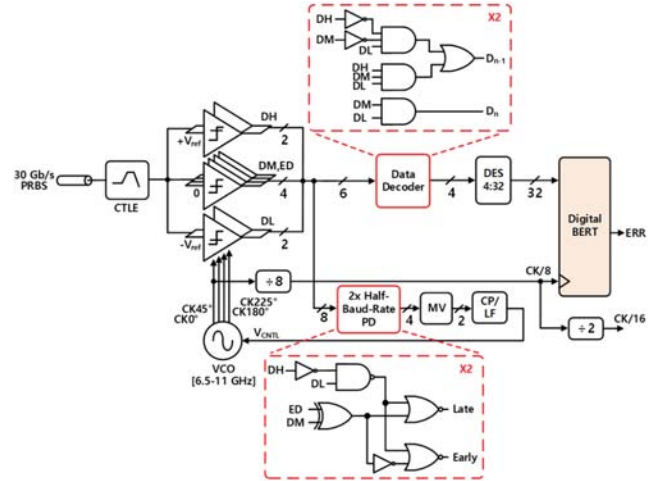 X2
DH
DM
DL
DH
DM
DL
DM
DL
Dn-1
Dn
30 Gb/s
PRBS
CTLE
+Vref
0
-Vref
DH
2
DM,ED
4
DL
2
6
Data
Decoder
4
DES
4:32
32
Digital
BERT
ERR
CK/8
÷8
÷2
CK/16
CK45°
CK0°
CK225°
CK180°
VCO
[6.5-11 GHz]
VCNTL
8
2x Half-
Baud-Rate
PD
4
MV
2
CP/
LF
X2
DH
DL
ED
DM
Late
Early